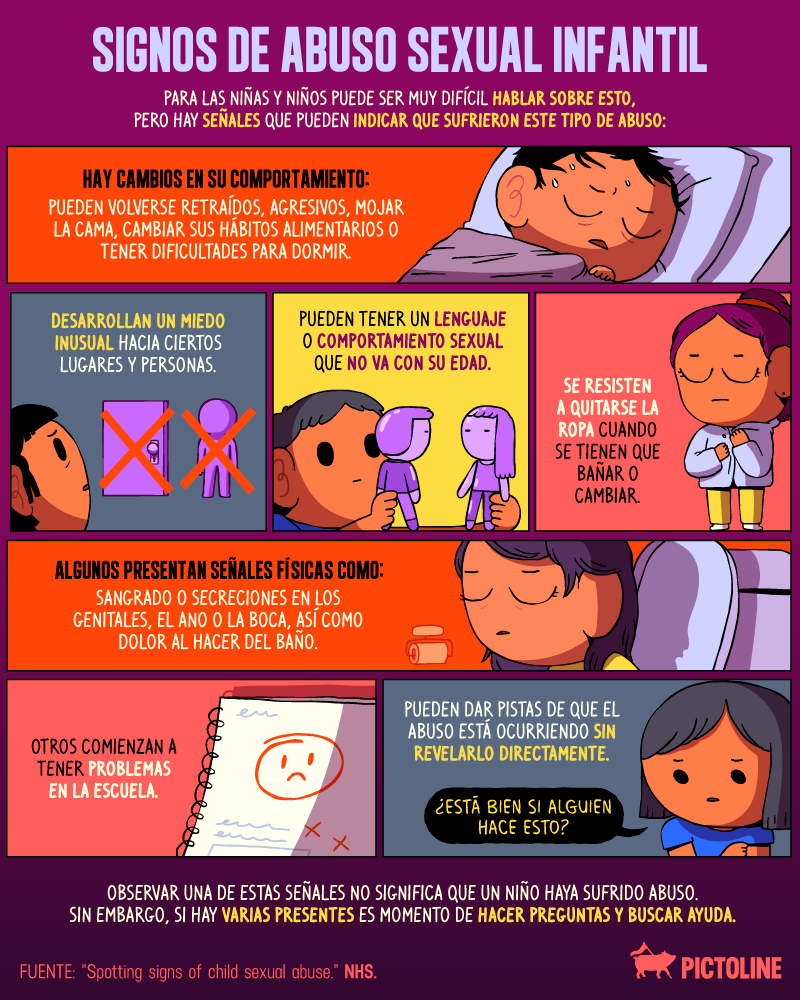 SIGNOS DE ABUSO SEXUAL INFANTIL
PARA LAS NIÑAS Y NIÑOS PUEDE SER MUY DIFÍCIL HABLAR SOBRE ESTO,
PERO HAY SEÑALES QUE PUEDEN INDICAR QUE SUFRIERON ESTE TIPO DE ABUSO:
HAY CAMBIOS EN SU COMPORTAMIENTO:
PUEDEN VOLVERSE RETRAÍDOS, AGRESIVOS, MOJAR
LA CAMA, CAMBIAR SUS HÁBITOS ALIMENTARIOS O
TENER DIFICULTADES PARA DORMIR.
DESARROLLAN UN MIEDO
INUSUAL HACIA CIERTOS
LUGARES Y PERSONAS.
PUEDEN TENER UN LENGUAJE
O COMPORTAMIENTO SEXUAL
QUE NO VA CON SU EDAD.
SE RESISTEN
A QUITARSE LA
ROPA CUANDO
SE TIENEN QUE
BAÑAR O
CAMBIAR.
ALGUNOS PRESENTAN SEÑALES FÍSICAS COMO:
SANGRADO O SECRECIONES EN LOS
GENITALES, EL ANO O LA BOCA, ASÍ COMO
DOLOR AL HACER DEL BAÑO.
OTROS COMIENZAN A
TENER PROBLEMAS
EN LA ESCUELA.
PUEDEN DAR PISTAS DE QUE EL
ABUSO ESTÁ OCURRIENDO SIN
REVELARLO DIRECTAMENTE.
¿ESTÁ BIEN SI ALGUIEN
HACE ESTO?
OBSERVAR UNA DE ESTAS SEÑALES NO SIGNIFICA QUE UN NIÑO HAYA SUFRIDO ABUSO.
SIN EMBARGO, SI HAY VARIAS PRESENTES ES MOMENTO DE HACER PREGUNTAS Y BUSCAR AYUDA.
FUENTE: "Spotting signs of child sexual abuse." NHS.
PICTOLINE